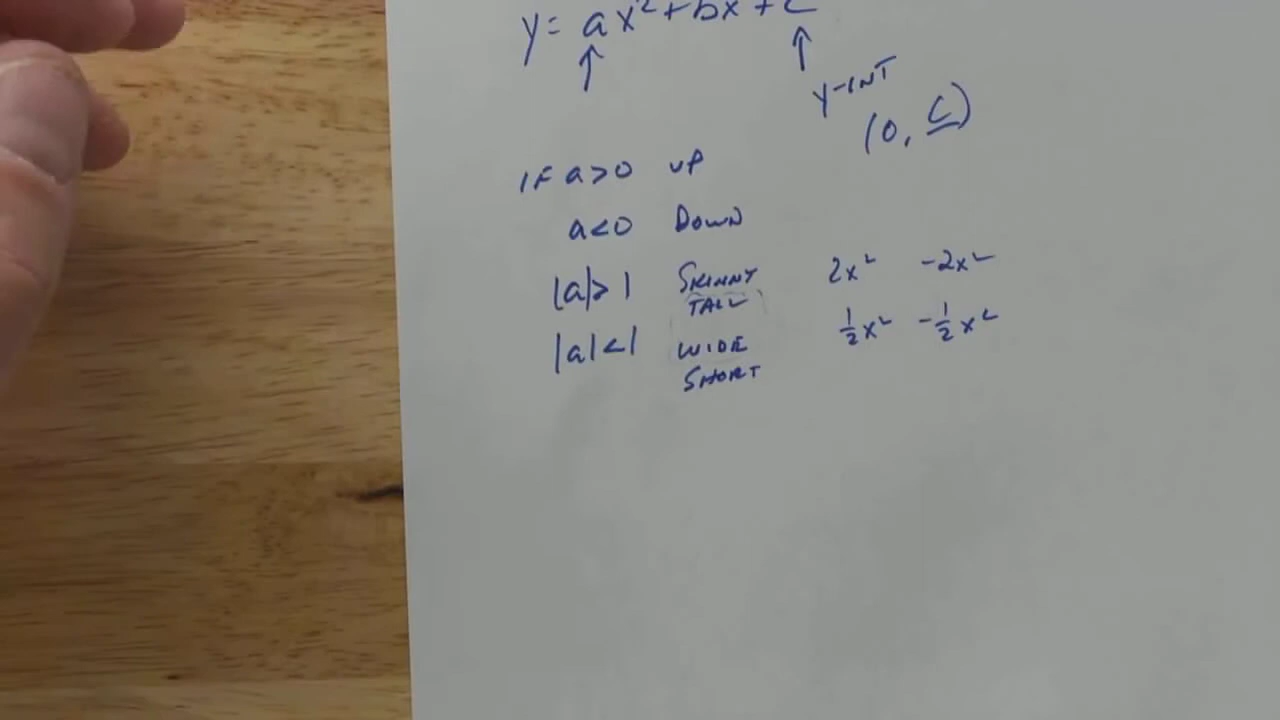 y = ax² + bx + c
↑ ↑
Y-INT
(0, C)
IF a>0 UP
a<0 DOWN
|a|>1 SKINNY 2x² -2x²
TALL
|a|<1 WIDE ½x² -½x²
SHORT